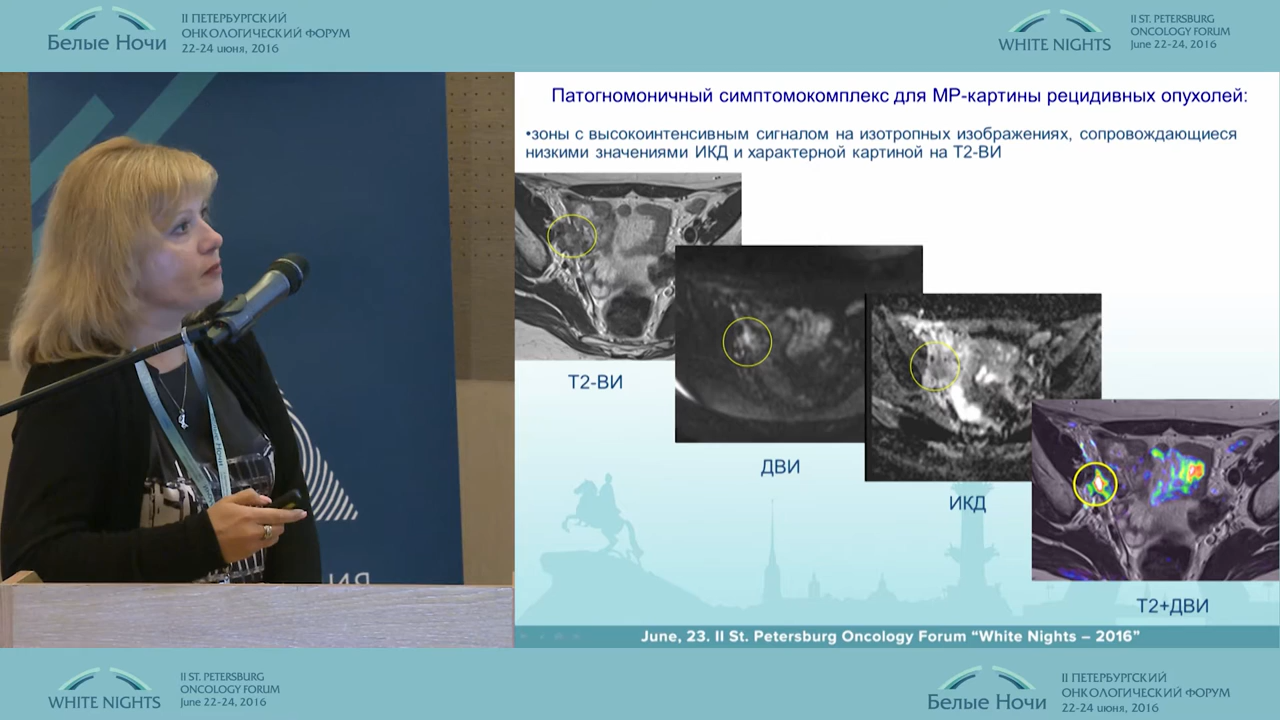 II ПЕТЕРБУРГСКИЙ
ОНКОЛОГИЧЕСКИЙ ФОРУМ
22-24 июня, 2016
Белые Ночи
II ST. PETERSBURG
ONCOLOGY FORUM
June 22-24, 2016
WHITE NIGHTS
Патогномоничный симптомокомплекс для МР-картины рецидивных опухолей:
•зоны с высокоинтенсивным сигналом на изотропных изображениях, сопровождающиеся
низкими значениями ИКД и характерной картиной на Т2-ВИ
Т2-ВИ
ДВИ
ИКД
Т2+ДВИ
June, 23. II St. Petersburg Oncology Forum “White Nights – 2016”
WHITE NIGHTS
II ST. PETERSBURG
ONCOLOGY FORUM
June 22-24, 2016
Белые Ночи
II ПЕТЕРБУРГСКИЙ
ОНКОЛОГИЧЕСКИЙ ФОРУМ
22-24 июня, 2016